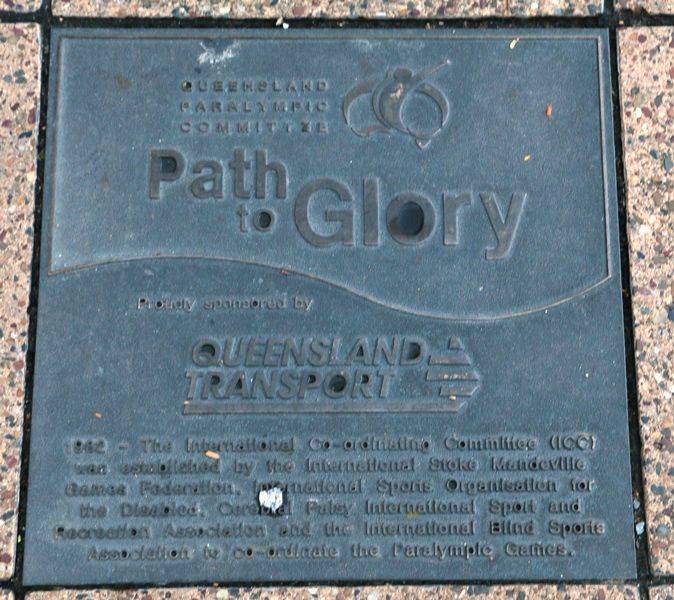 QUEENSLAND
PARALYMPIC
COMMITTEE
Path
to Glory
Proudly sponsored by
QUEENSLAND
TRANSPORT
1992 - The International Co-ordinating Committee (ICC)
was established by the International Stoke Mandeville
Games Federation, International Sports Organisation for
the Disabled, Cerebral Palsy International Sport and
Recreation Association and the International Blind Sports
Association to co-ordinate the Paralympic Games.